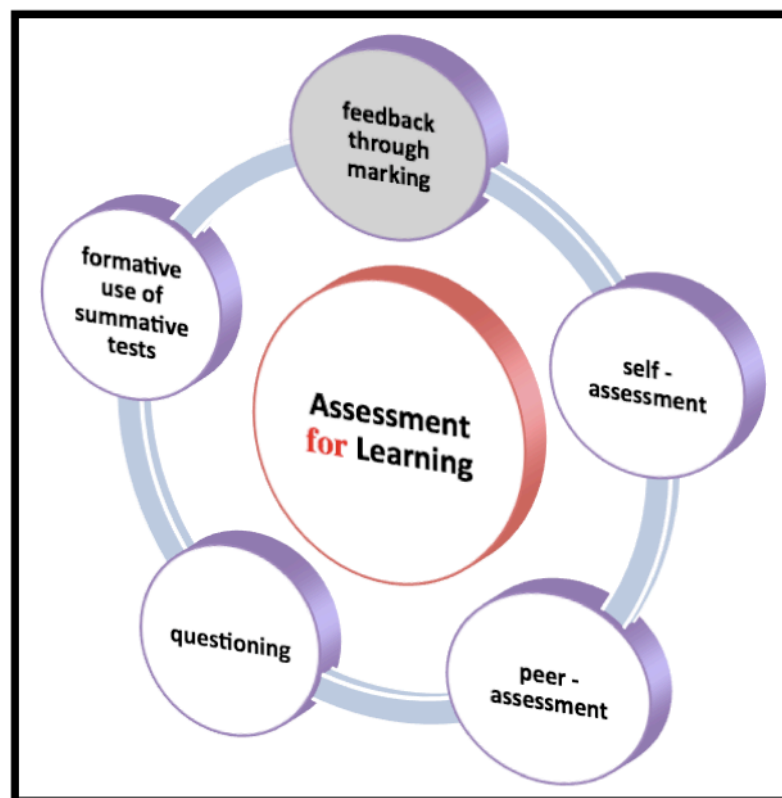 feedback
through
marking
self -
assessment
peer -
assessment
questioning
formative
use of
summative
tests
Assessment
for Learning